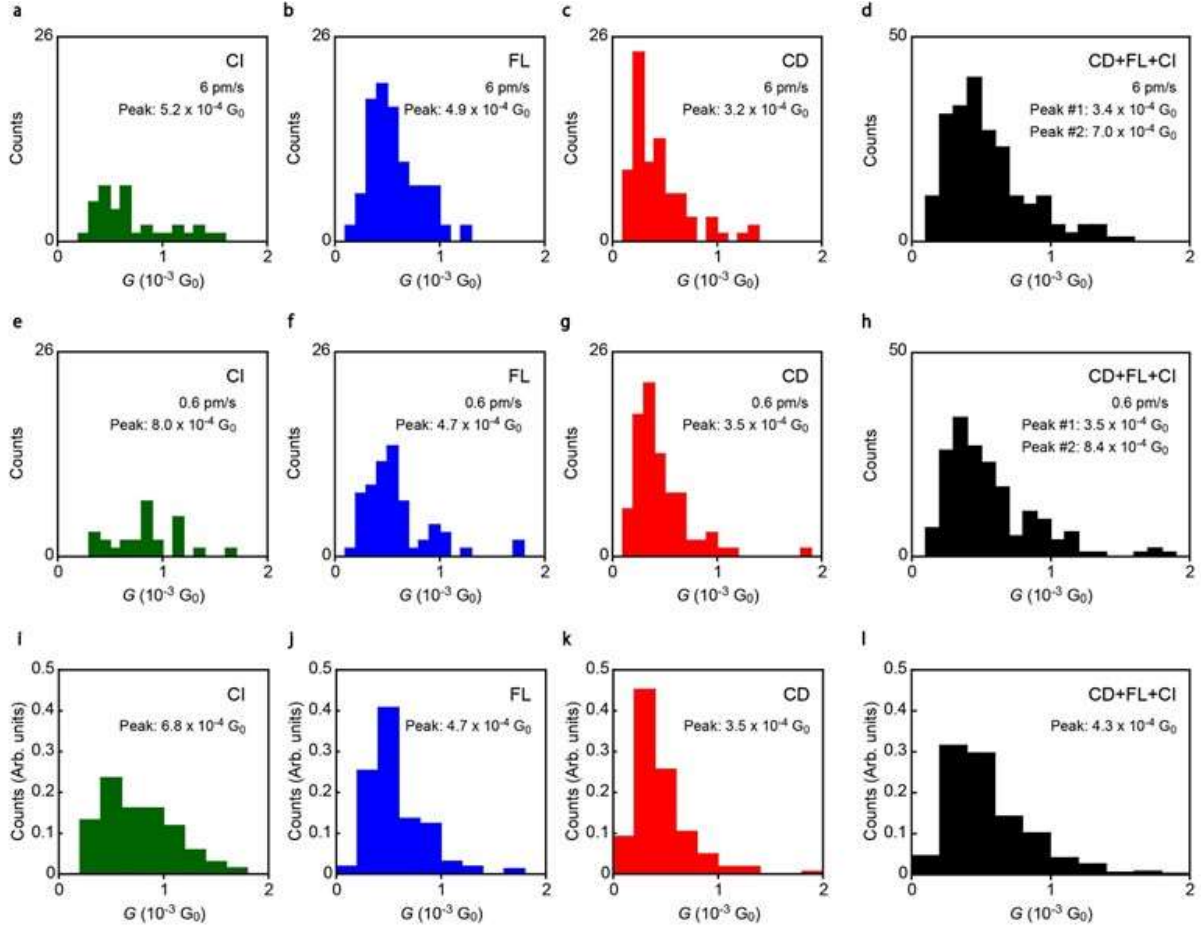 a
26
CI
6 pm/s
Peak: 5.2 x 10⁻⁴ G₀
Counts
0
0
1
2
G (10⁻³ G₀)
b
26
FL
6 pm/s
Peak: 4.9 x 10⁻⁴ G₀
Counts
0
0
1
2
G (10⁻³ G₀)
c
26
CD
6 pm/s
Peak: 3.2 x 10⁻⁴ G₀
Counts
0
0
1
2
G (10⁻³ G₀)
d
50
CD+FL+CI
6 pm/s
Peak #1: 3.4 x 10⁻⁴ G₀
Peak #2: 7.0 x 10⁻⁴ G₀
Counts
0
0
1
2
G (10⁻³ G₀)
e
26
CI
0.6 pm/s
Peak: 8.0 x 10⁻⁴ G₀
Counts
0
0
1
2
G (10⁻³ G₀)
f
26
FL
0.6 pm/s
Peak: 4.7 x 10⁻⁴ G₀
Counts
0
0
1
2
G (10⁻³ G₀)
g
26
CD
0.6 pm/s
Peak: 3.5 x 10⁻⁴ G₀
Counts
0
0
1
2
G (10⁻³ G₀)
h
50
CD+FL+CI
0.6 pm/s
Peak #1: 3.5 x 10⁻⁴ G₀
Peak #2: 8.4 x 10⁻⁴ G₀
Counts
0
0
1
2
G (10⁻³ G₀)
i
0.5
0.4
0.3
0.2
0.1
0
CI
Peak: 6.8 x 10⁻⁴ G₀
Counts (Arb. units)
0
1
2
G (10⁻³ G₀)
j
0.5
0.4
0.3
0.2
0.1
0
FL
Peak: 4.7 x 10⁻⁴ G₀
Counts (Arb. units)
0
1
2
G (10⁻³ G₀)
k
0.5
0.4
0.3
0.2
0.1
0
CD
Peak: 3.5 x 10⁻⁴ G₀
Counts (Arb. units)
0
1
2
G (10⁻³ G₀)
l
0.5
0.4
0.3
0.2
0.1
0
CD+FL+CI
Peak: 4.3 x 10⁻⁴ G₀
Counts (Arb. units)
0
1
2
G (10⁻³ G₀)